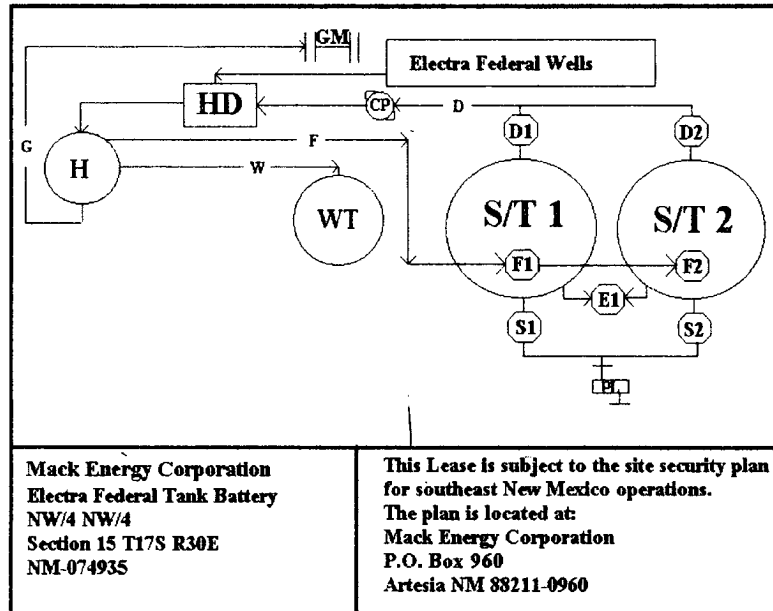 GM
Electra Federal Wells
HD
CP
D
D1
D2
G
F
H
W
WT
S/T 1
S/T 2
F1
F2
E1
S1
S2
Mack Energy Corporation
Electra Federal Tank Battery
NW/4 NW/4
Section 15 T17S R30E
NM-074935
This Lease is subject to the site security plan
for southeast New Mexico operations.
The plan is located at:
Mack Energy Corporation
P.O. Box 960
Artesia NM 88211-0960